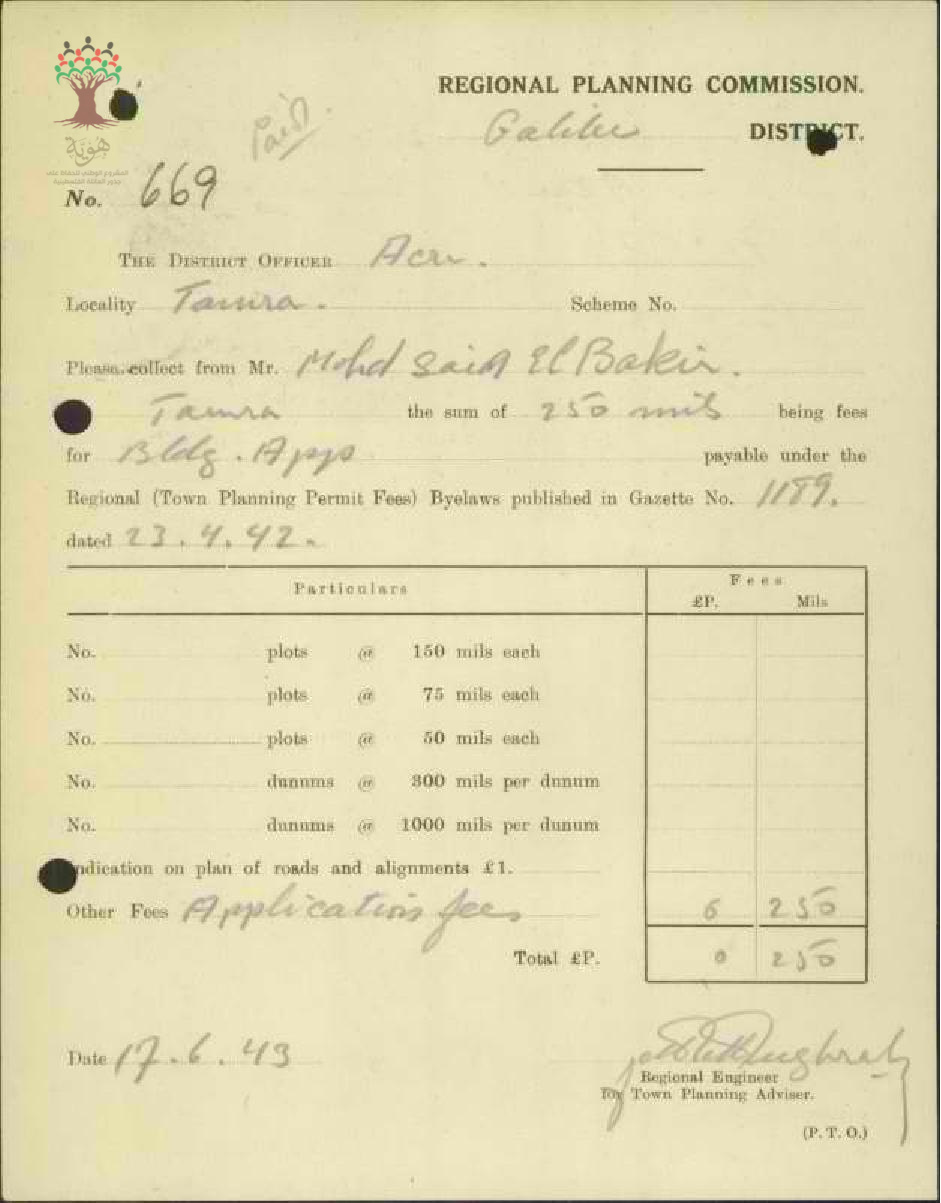 هوية
REGIONAL PLANNING COMMISSION.
Paid.
Galilee DISTRICT.
No. 669
THE DISTRICT OFFICER Acre.
Locality Tamra. Scheme No.
Please collect from Mr. Mohd Said El Bakir.
Tamra the sum of 250 mils being fees
for Bldg. Apps payable under the
Regional (Town Planning Permit Fees) Byelaws published in Gazette No. 1189.
dated 23.4.42.
Particulars Fees
£P. Mils
No. plots @ 150 mils each
No. plots @ 75 mils each
No. plots @ 50 mils each
No. dunums @ 300 mils per dunum
No. dunums @ 1000 mils per dunum
ndication on plan of roads and alignments £1.
Other Fees Application fees 0 250
Total £P. 0 250
Date 17.6.43
Regional Engineer
for Town Planning Adviser.
(P. T. O.)